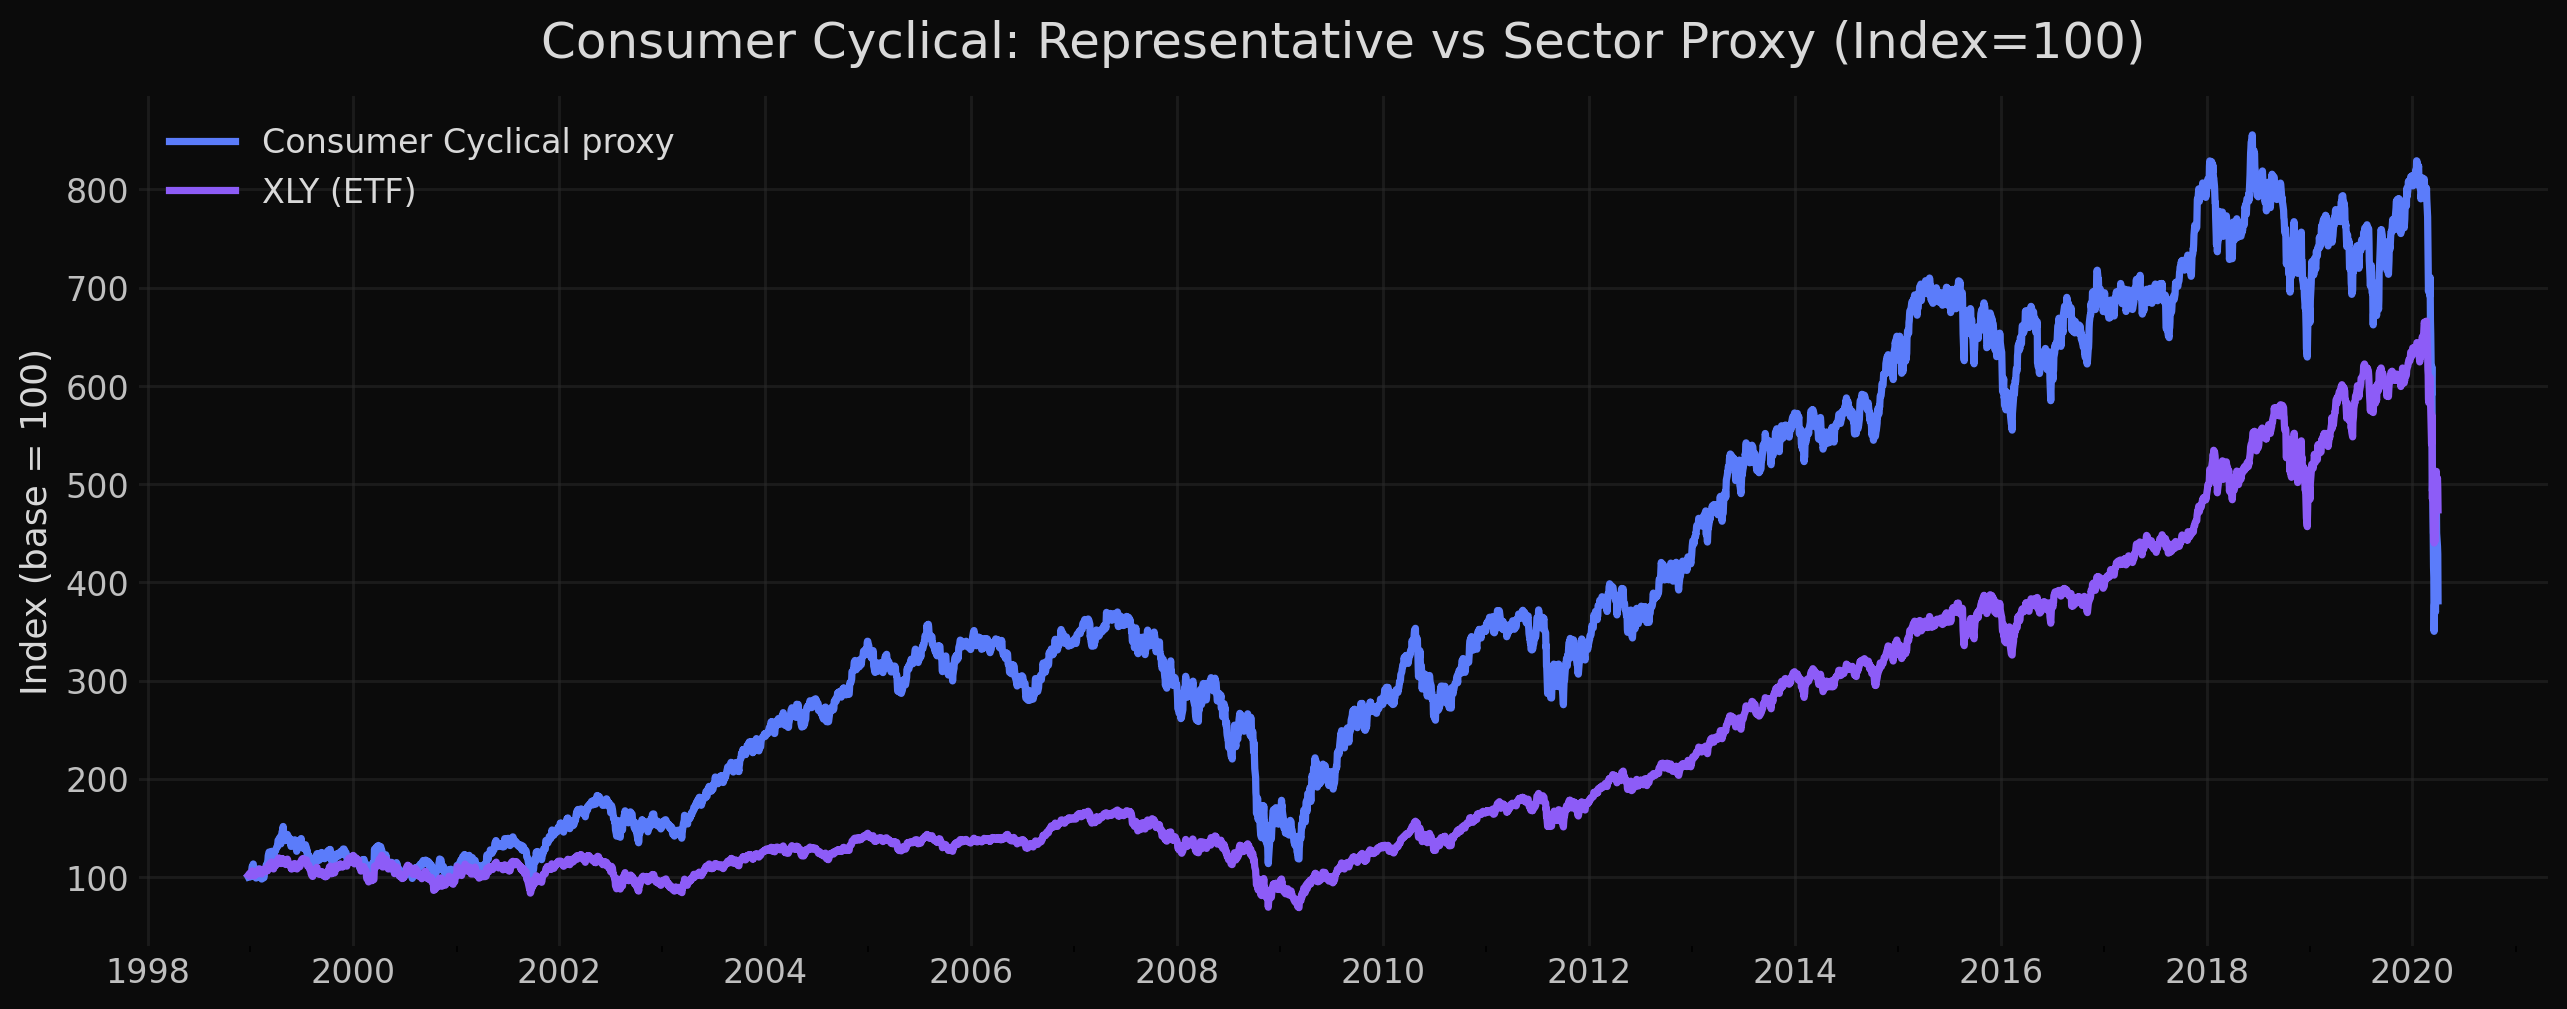 Consumer Cyclical: Representative vs Sector Proxy (Index=100)
Consumer Cyclical proxy
XLY (ETF)
Index (base = 100)
800
700
600
500
400
300
200
100
1998 2000 2002 2004 2006 2008 2010 2012 2014 2016 2018 2020